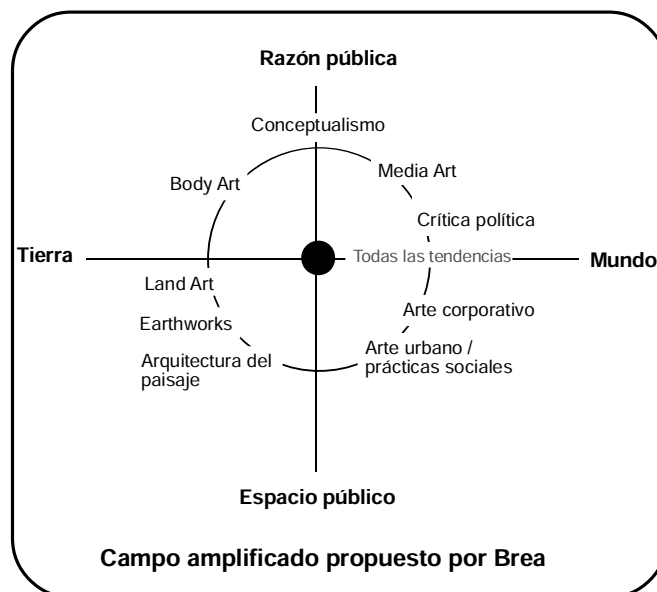 Razón pública
Conceptualismo
Media Art
Body Art
Crítica política
Tierra
Todas las tendencias
Mundo
Land Art
Arte corporativo
Earthworks
Arte urbano /
prácticas sociales
Arquitectura del
paisaje
Espacio público
Campo amplificado propuesto por Brea